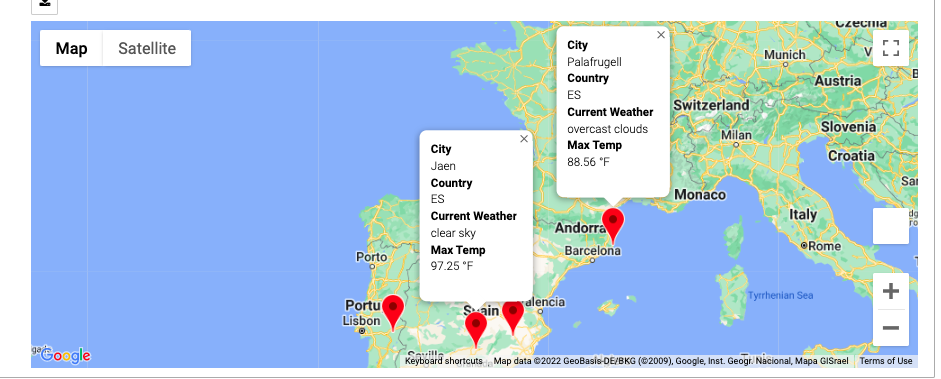 Map
Satellite
City
Palafrugell
Country
ES
Current Weather
overcast clouds
Max Temp
88.56 °F
City
Jaen
Country
ES
Current Weather
clear sky
Max Temp
97.25 °F
Czechia
Munich
Austria
Switzerland
Slovenia
Milan
Croatia
Monaco
Andorra
Italy
Barcelona
Rome
Porto
Tyrrhenian Sea
Portu
Spain
alencia
Lisbon
Google
Keyboard shortcuts
Map data ©2022 GeoBasis-DE/BKG (©2009), Google, Inst. Geogr. Nacional, Mapa GISrael
Terms of Use